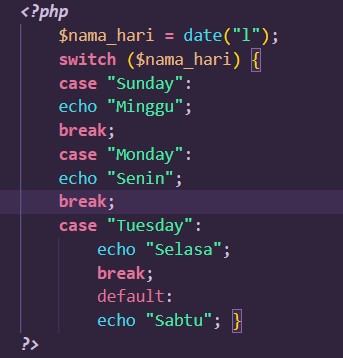 <?php
$nama_hari = date("l");
switch ($nama_hari) {
case "Sunday":
echo "Minggu";
break;
case "Monday":
echo "Senin";
break;
case "Tuesday":
echo "Selasa";
break;
default:
echo "Sabtu"; }
?>